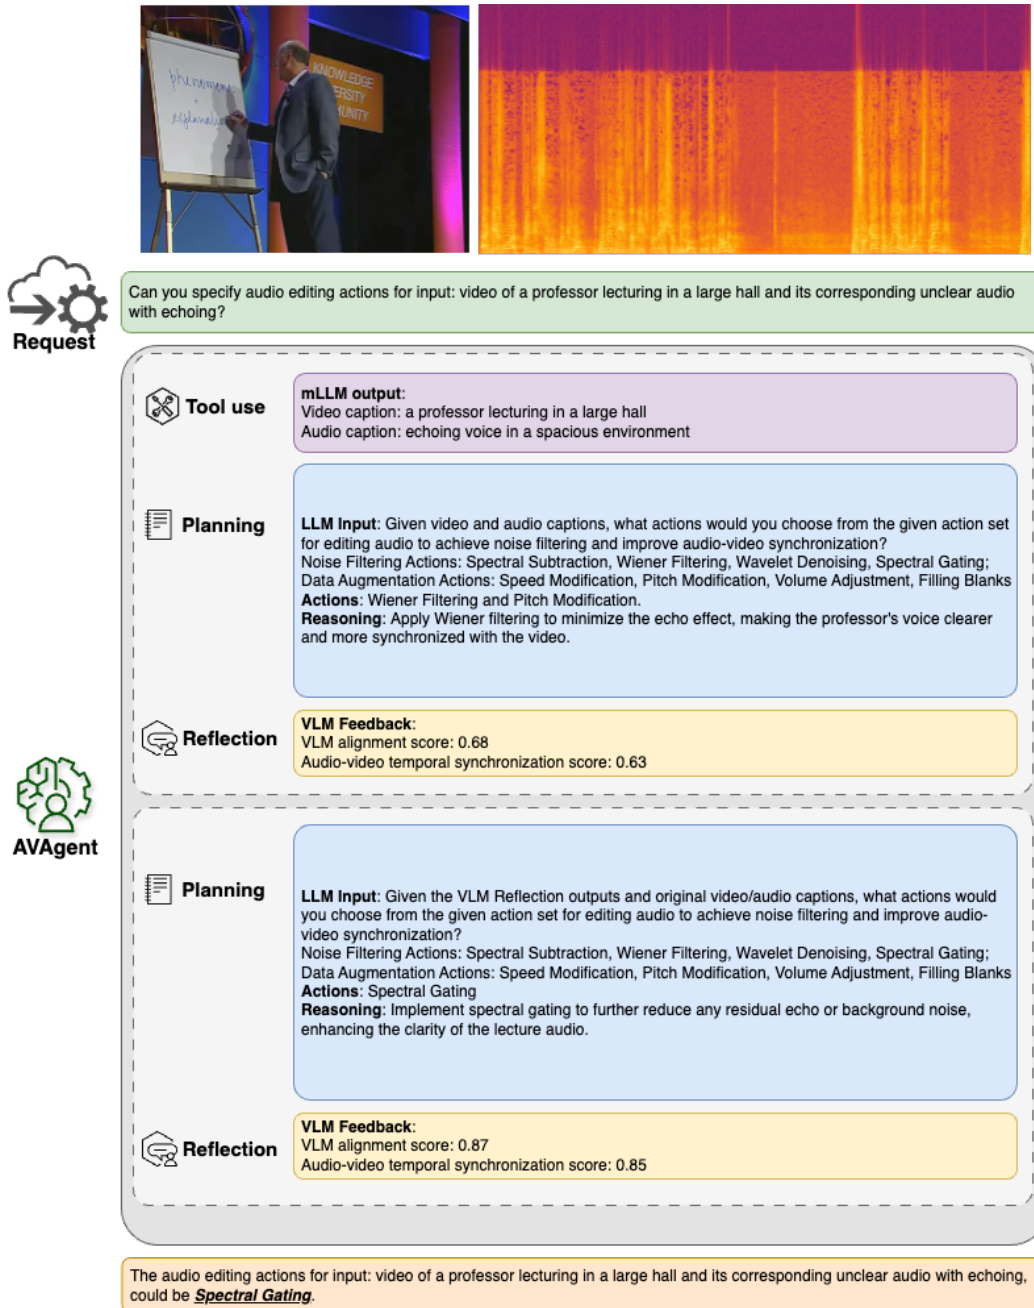 phenomena
+
explanation
KNOWLEDGE
MUNITY
Can you specify audio editing actions for input: video of a professor lecturing in a large hall and its corresponding unclear audio
with echoing?
Request
Tool use
mLLM output:
Video caption: a professor lecturing in a large hall
Audio caption: echoing voice in a spacious environment
Planning
LLM Input: Given video and audio captions, what actions would you choose from the given action set
for editing audio to achieve noise filtering and improve audio-video synchronization?
Noise Filtering Actions: Spectral Subtraction, Wiener Filtering, Wavelet Denoising, Spectral Gating;
Data Augmentation Actions: Speed Modification, Pitch Modification, Volume Adjustment, Filling Blanks
Actions: Wiener Filtering and Pitch Modification.
Reasoning: Apply Wiener filtering to minimize the echo effect, making the professor's voice clearer
and more synchronized with the video.
Reflection
VLM Feedback:
VLM alignment score: 0.68
Audio-video temporal synchronization score: 0.63
AVAgent
Planning
LLM Input: Given the VLM Reflection outputs and original video/audio captions, what actions would
you choose from the given action set for editing audio to achieve noise filtering and improve audio-
video synchronization?
Noise Filtering Actions: Spectral Subtraction, Wiener Filtering, Wavelet Denoising, Spectral Gating;
Data Augmentation Actions: Speed Modification, Pitch Modification, Volume Adjustment, Filling Blanks
Actions: Spectral Gating
Reasoning: Implement spectral gating to further reduce any residual echo or background noise,
enhancing the clarity of the lecture audio.
Reflection
VLM Feedback:
VLM alignment score: 0.87
Audio-video temporal synchronization score: 0.85
The audio editing actions for input: video of a professor lecturing in a large hall and its corresponding unclear audio with echoing,
could be Spectral Gating.